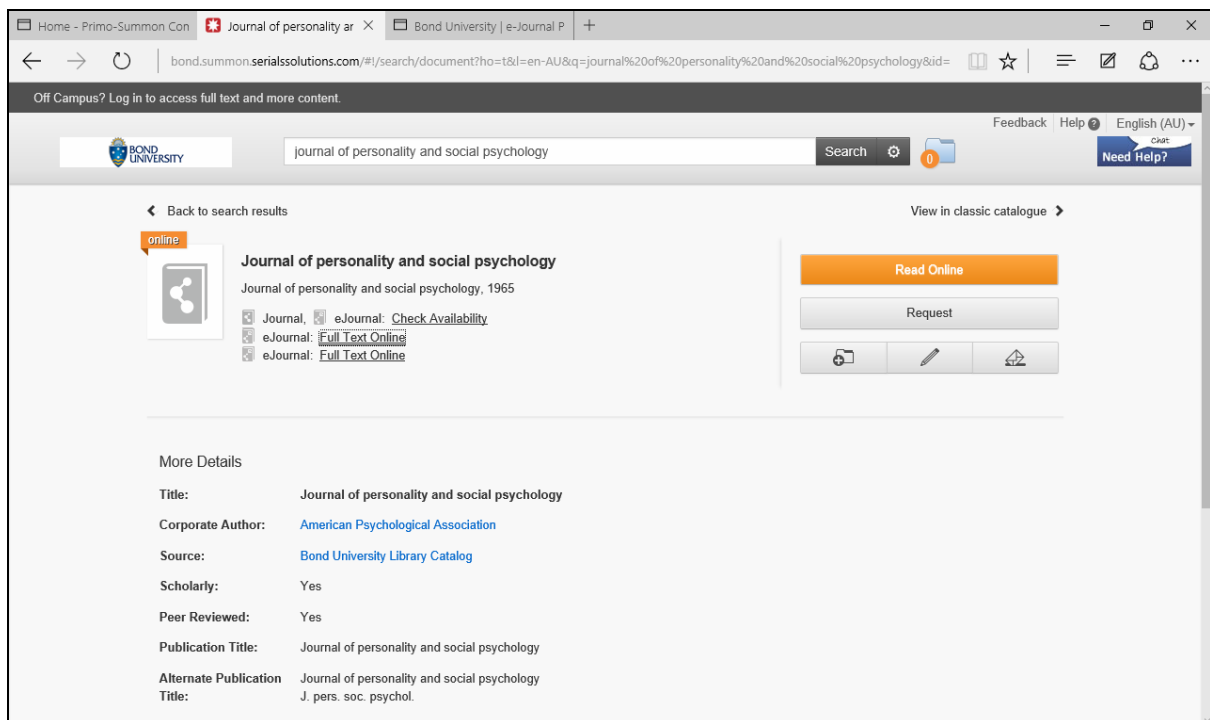 Home - Primo-Summon Con
Journal of personality ar
Bond University | e-Journal P
bond.summon.serialssolutions.com/#!/search/document?ho=t&l=en-AU&q=journal%20of%20personality%20and%20social%20psychology&id=
Off Campus? Log in to access full text and more content.
Feedback Help ? English (AU)
BOND UNIVERSITY
journal of personality and social psychology
Search
0
Chat
Need Help?
Back to search results
View in classic catalogue
online
Journal of personality and social psychology
Journal of personality and social psychology, 1965
Journal, eJournal: Check Availability
eJournal: Full Text Online
eJournal: Full Text Online
Read Online
Request
More Details
Title: Journal of personality and social psychology
Corporate Author: American Psychological Association
Source: Bond University Library Catalog
Scholarly: Yes
Peer Reviewed: Yes
Publication Title: Journal of personality and social psychology
Alternate Publication Journal of personality and social psychology
Title: J. pers. soc. psychol.